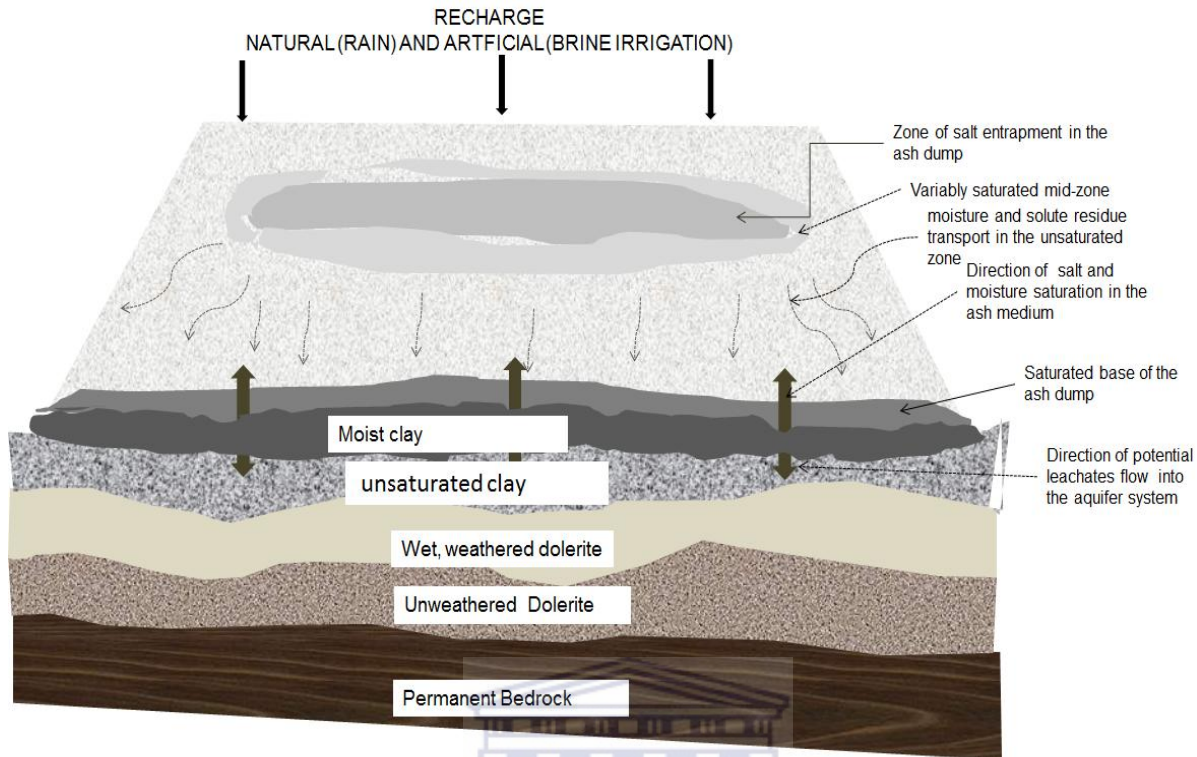 RECHARGE
NATURAL (RAIN) AND ARTFICIAL (BRINE IRRIGATION)
Zone of salt entrapment in the
ash dump
Variably saturated mid-zone
moisture and solute residue
transport in the unsaturated
zone
Direction of salt and
moisture saturation in the
ash medium
Saturated base of the
ash dump
Moist clay
Direction of potential
leachates flow into
the aquifer system
unsaturated clay
Wet, weathered dolerite
Unweathered Dolerite
Permanent Bedrock